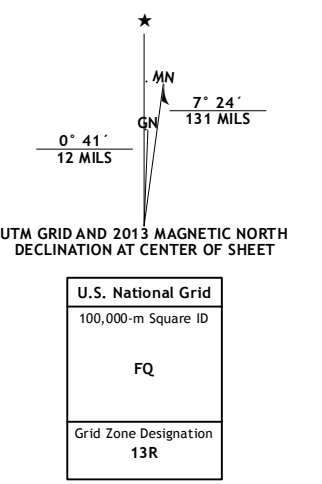 ★
MN
GN
7° 24´
131 MILS
0° 41´
12 MILS
UTM GRID AND 2013 MAGNETIC NORTH
DECLINATION AT CENTER OF SHEET
U.S. National Grid
100,000-m Square ID
FQ
Grid Zone Designation
13R